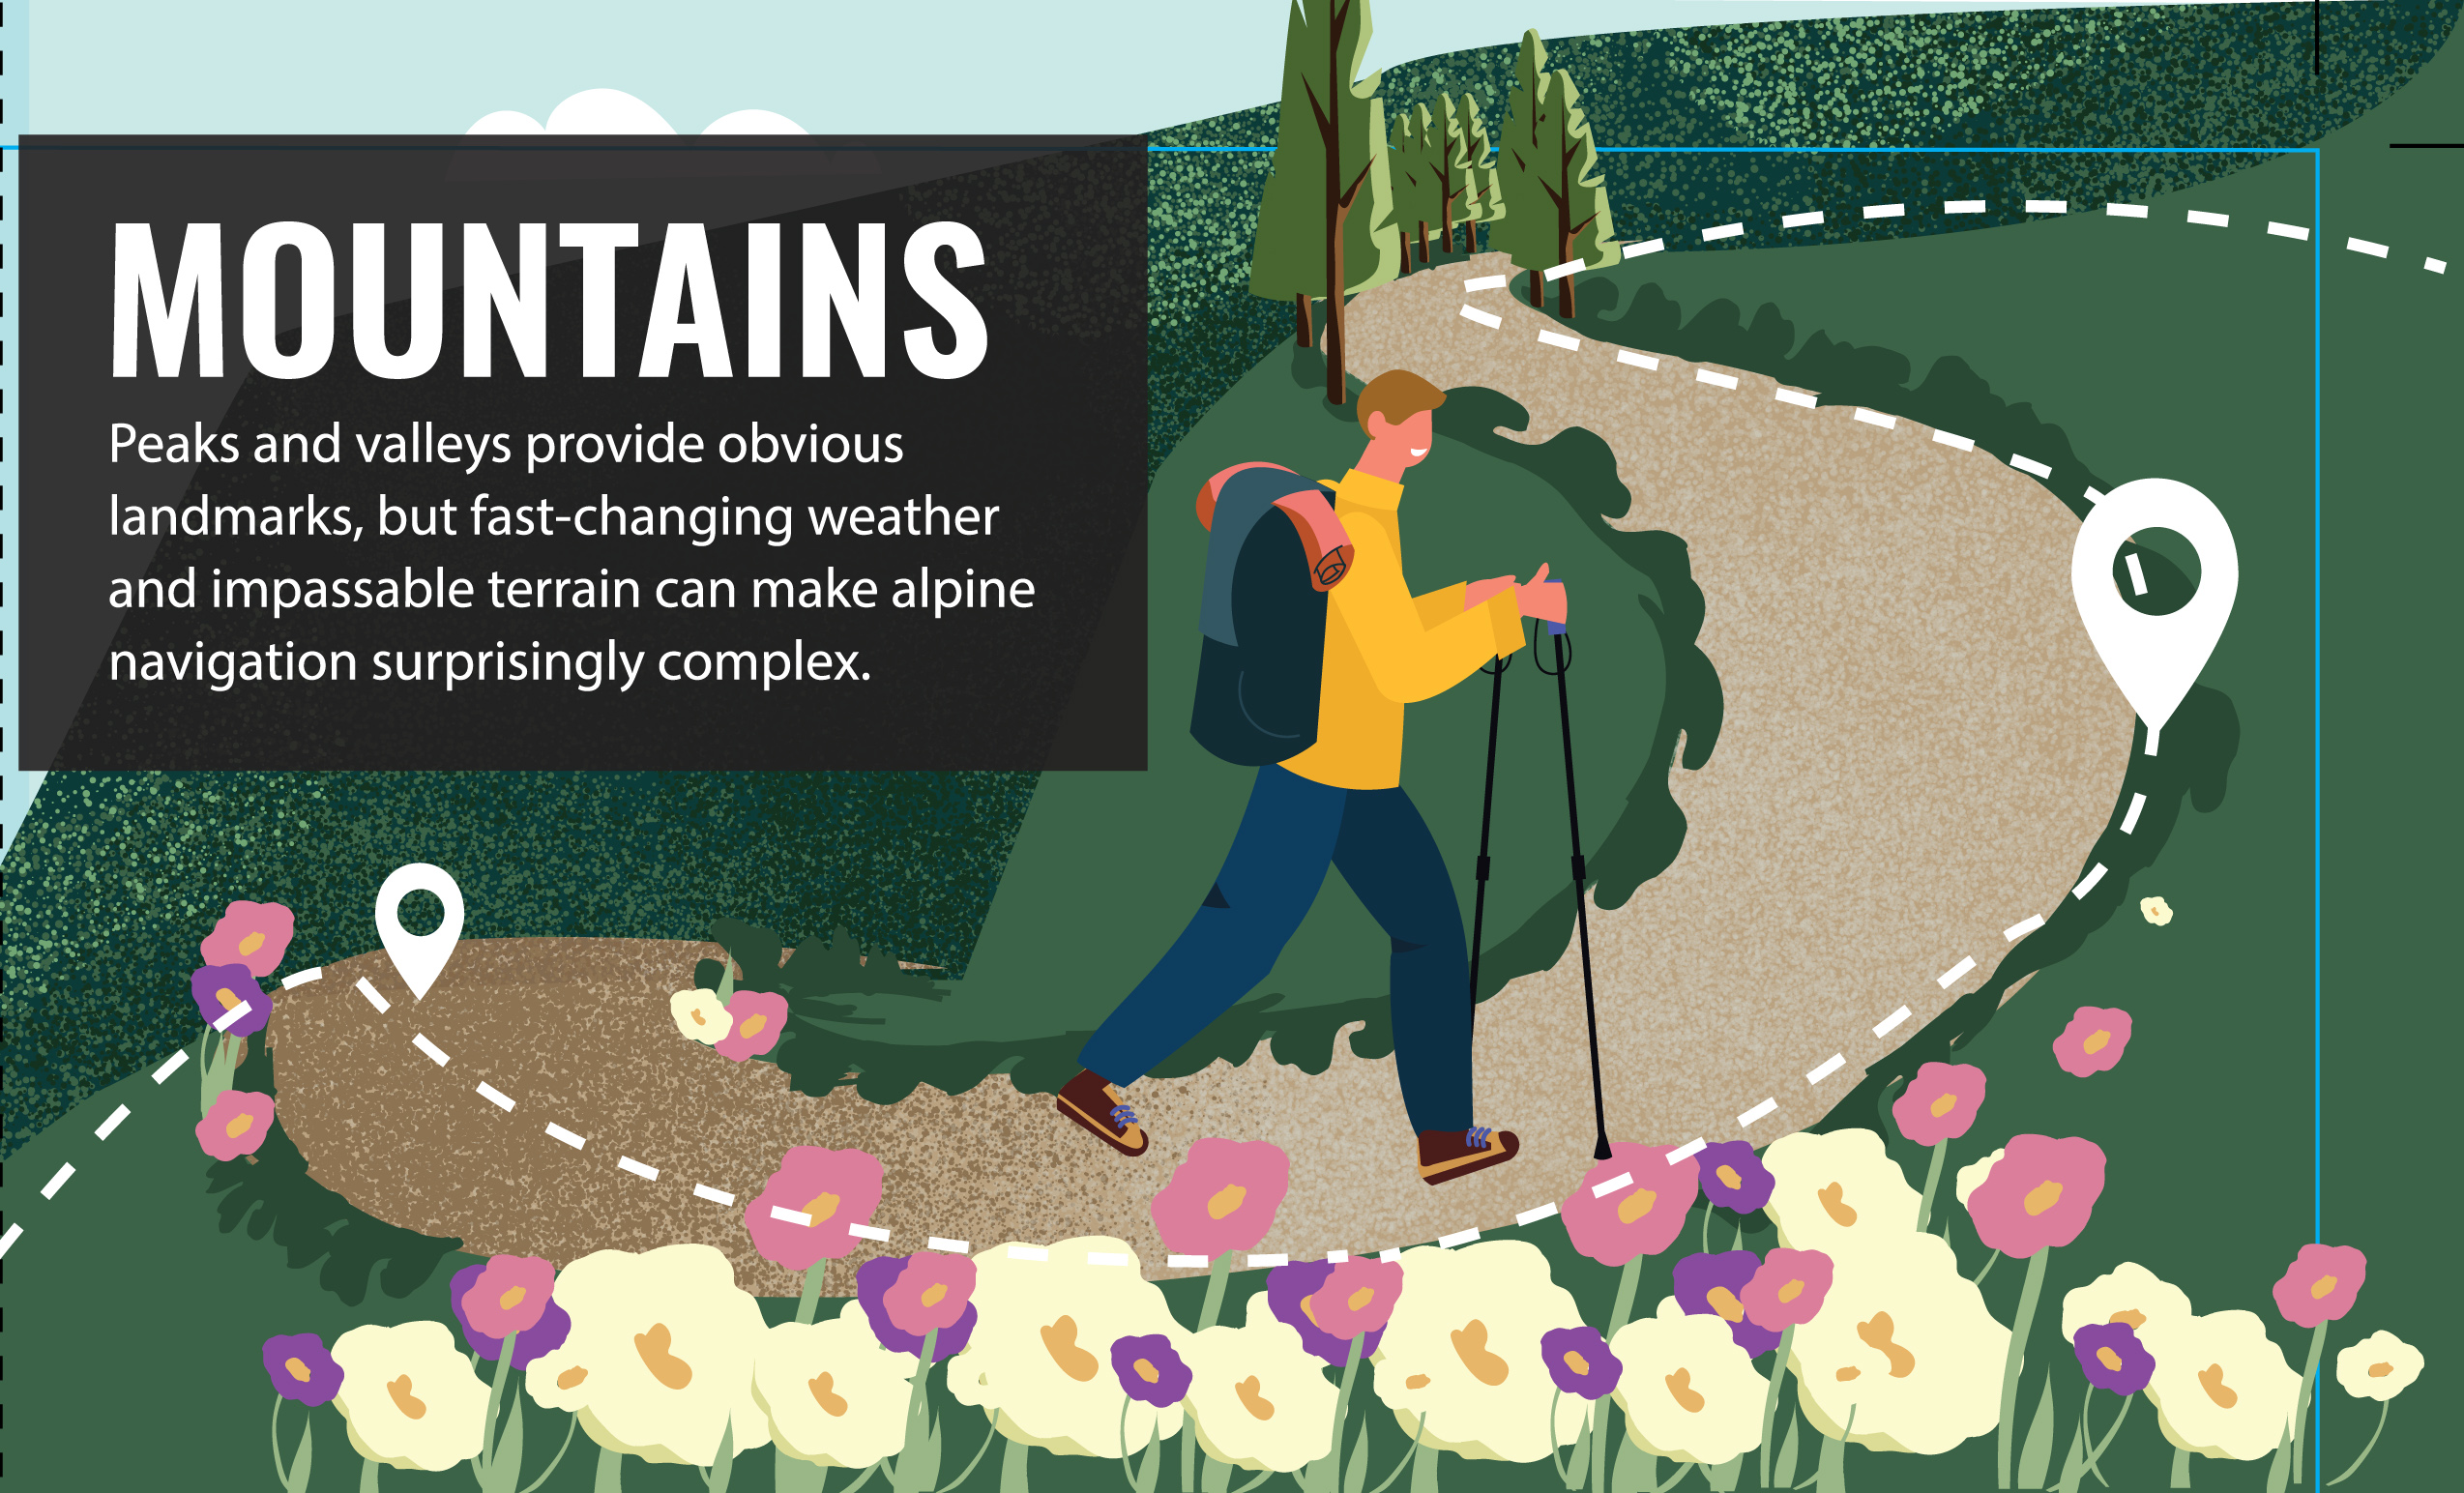 MOUNTAINS
Peaks and valleys provide obvious
landmarks, but fast-changing weather
and impassable terrain can make alpine
navigation surprisingly complex.